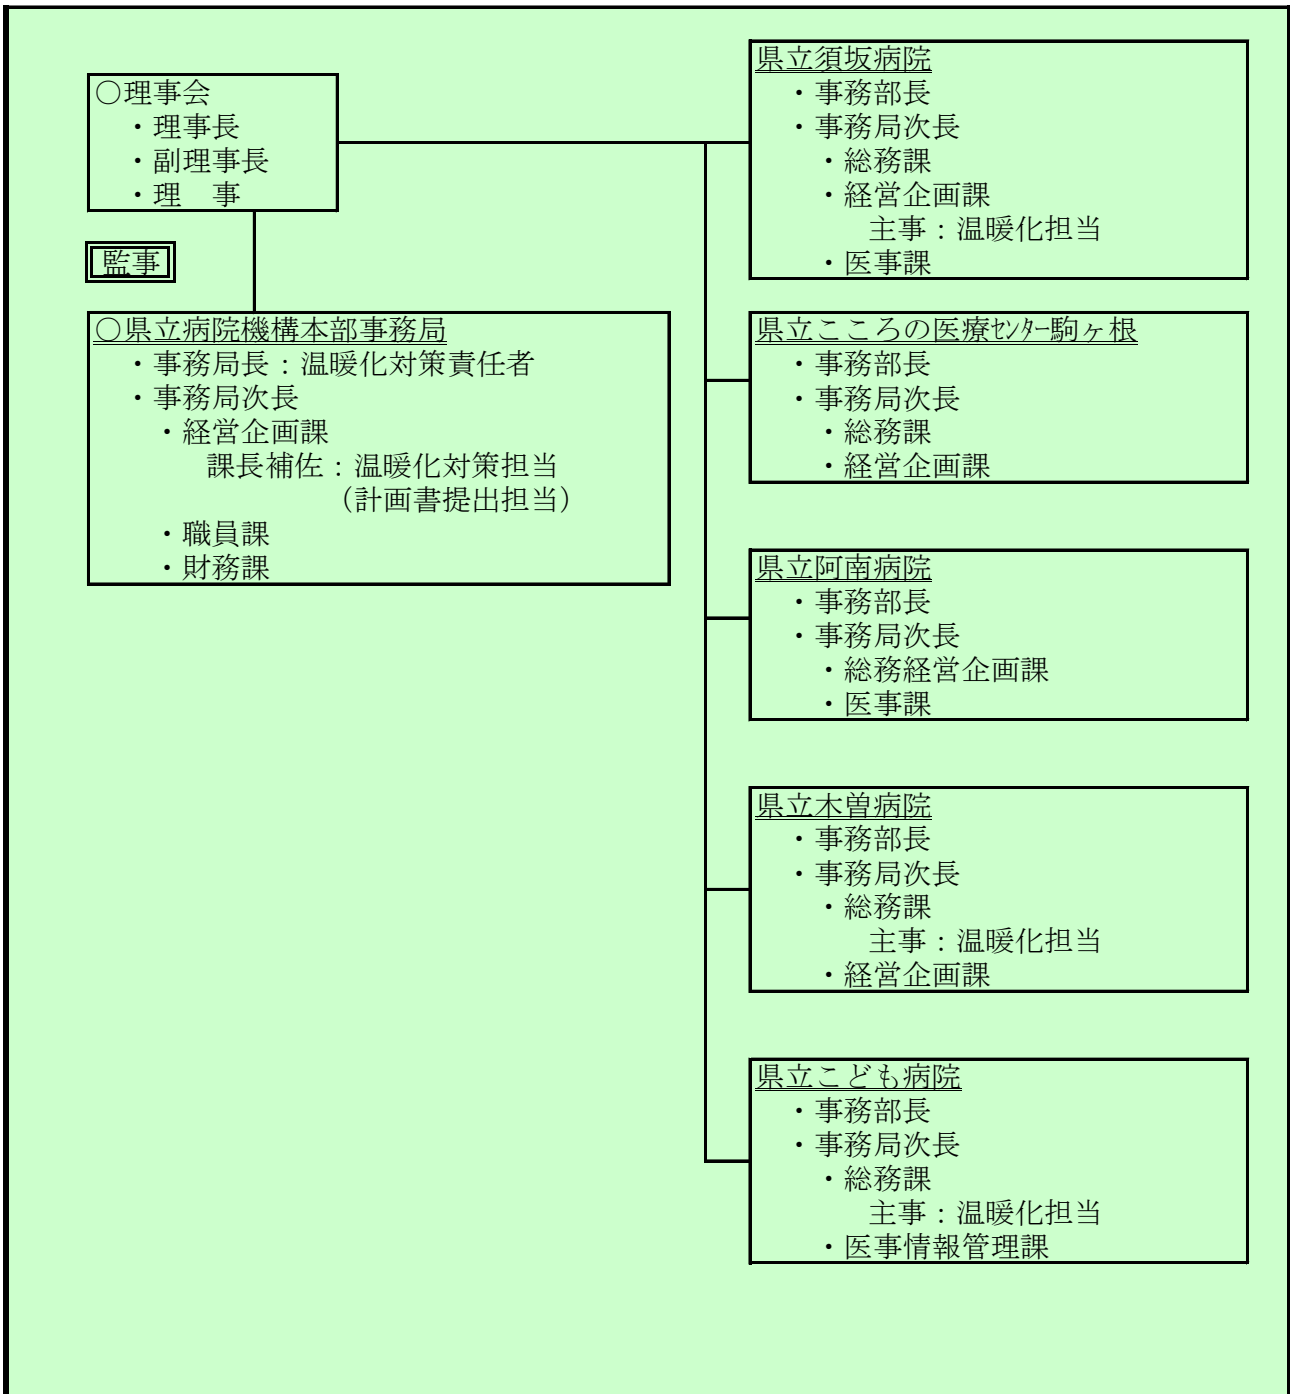 ○理事会
・理事長
・副理事長
・理　事
監事
○県立病院機構本部事務局
・事務局長：温暖化対策責任者
・事務局次長
・経営企画課
課長補佐：温暖化対策担当
（計画書提出担当）
・職員課
・財務課
県立須坂病院
・事務部長
・事務局次長
・総務課
・経営企画課
主事：温暖化担当
・医事課
県立こころの医療ｾﾝﾀｰ駒ヶ根
・事務部長
・事務局次長
・総務課
・経営企画課
県立阿南病院
・事務部長
・事務局次長
・総務経営企画課
・医事課
県立木曽病院
・事務部長
・事務局次長
・総務課
主事：温暖化担当
・経営企画課
県立こども病院
・事務部長
・事務局次長
・総務課
主事：温暖化担当
・医事情報管理課